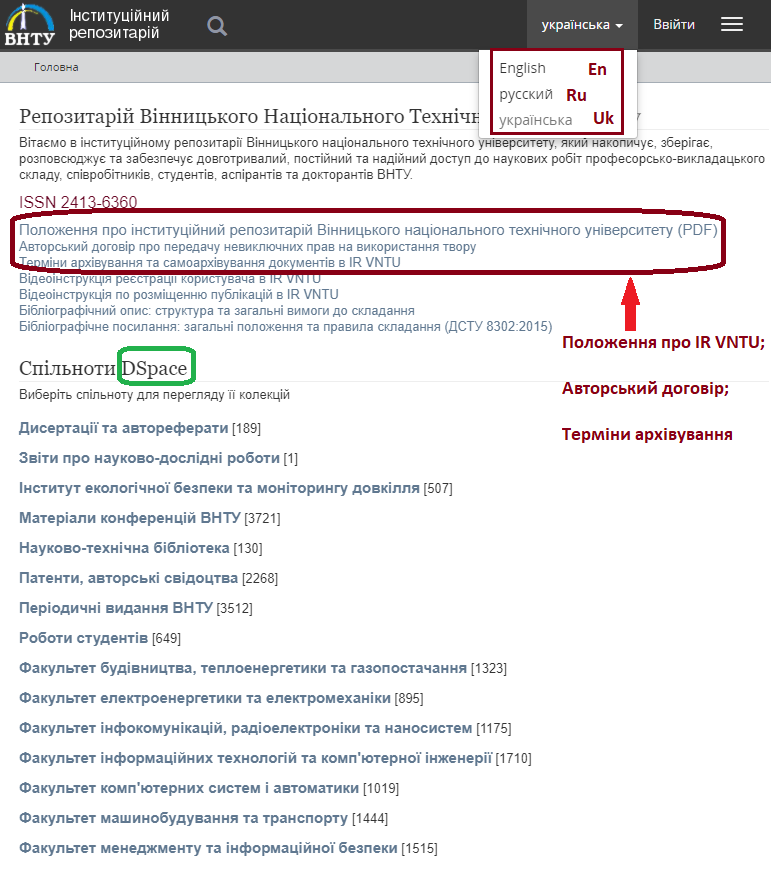 ВНТУ
Інституційний
репозитарій
українська
Ввійти
Головна
English En
русский Ru
українська Uk
Репозитарій Вінницького Національного Техніч
у
Вітаємо в інституційному репозитарії Вінницького національного технічного університету, який накопичує, зберігає,
розповсюджує та забезпечує довготривалий, постійний та надійний доступ до наукових робіт професорсько-викладацького
складу, співробітників, студентів, аспірантів та докторантів ВНТУ.
ISSN 2413-6360
Положення про інституційний репозитарій Вінницького національного технічного університету (PDF)
Авторський договір про передачу невиключних прав на використання твору
Терміни архівування та самоархівування документів в IR VNTU
Відеоінструкція реєстрації користувача в IR VNTU
Відеоінструкція по розміщенню публікацій в IR VNTU
Бібліографічний опис: структура та загальні вимоги до складання
Бібліографічне посилання: загальні положення та правила складання (ДСТУ 8302:2015)
Положення про IR VNTU;
Авторський договір;
Терміни архівування
Спільноти DSpace
Виберіть спільноту для перегляду її колекцій
Дисертації та автореферати [189]
Звіти про науково-дослідні роботи [1]
Інститут екологічної безпеки та моніторингу довкілля [507]
Матеріали конференцій ВНТУ [3721]
Науково-технічна бібліотека [130]
Патенти, авторські свідоцтва [2268]
Періодичні видання ВНТУ [3512]
Роботи студентів [649]
Факультет будівництва, теплоенергетики та газопостачання [1323]
Факультет електроенергетики та електромеханіки [895]
Факультет інфокомунікацій, радіоелектроніки та наносистем [1175]
Факультет інформаційних технологій та комп'ютерної інженерії [1710]
Факультет комп'ютерних систем і автоматики [1019]
Факультет машинобудування та транспорту [1444]
Факультет менеджменту та інформаційної безпеки [1515]